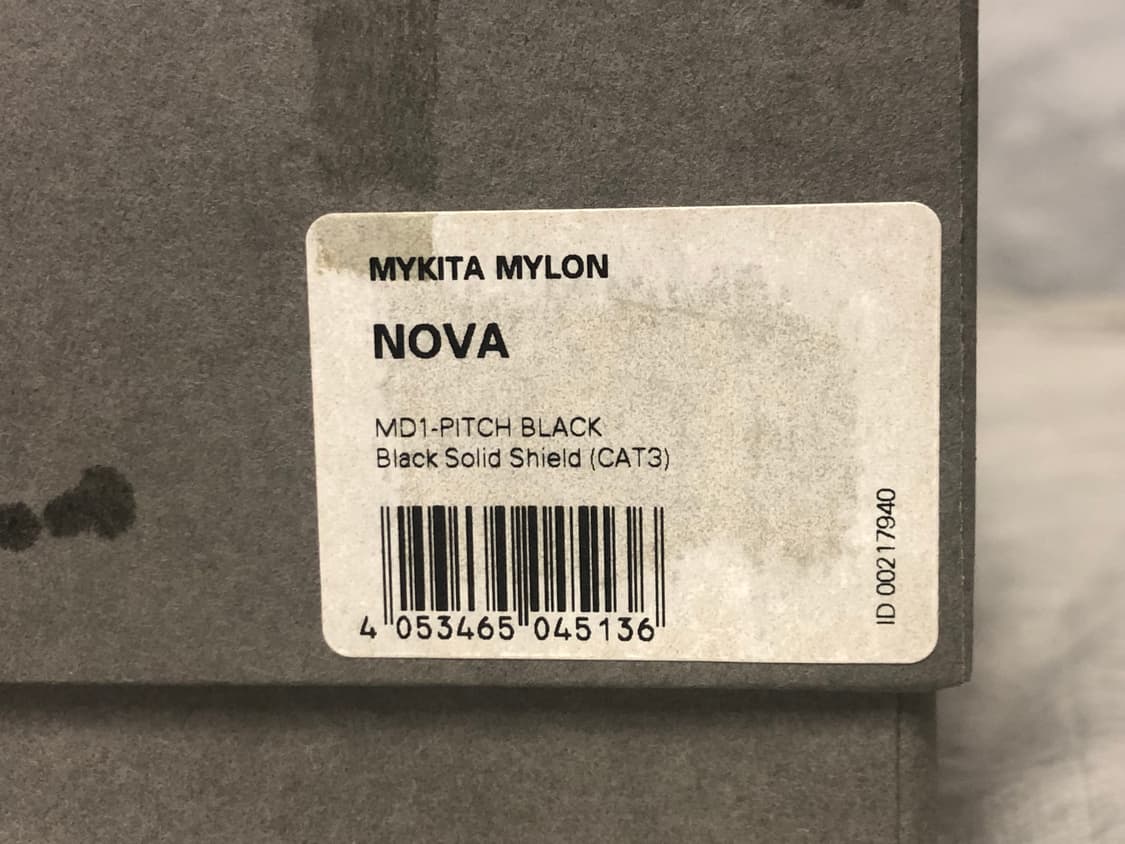 MYKITA MYLON
NOVA
MD1-PITCH BLACK
Black Solid Shield (CAT3)
4 053465 045136
ID 00217940